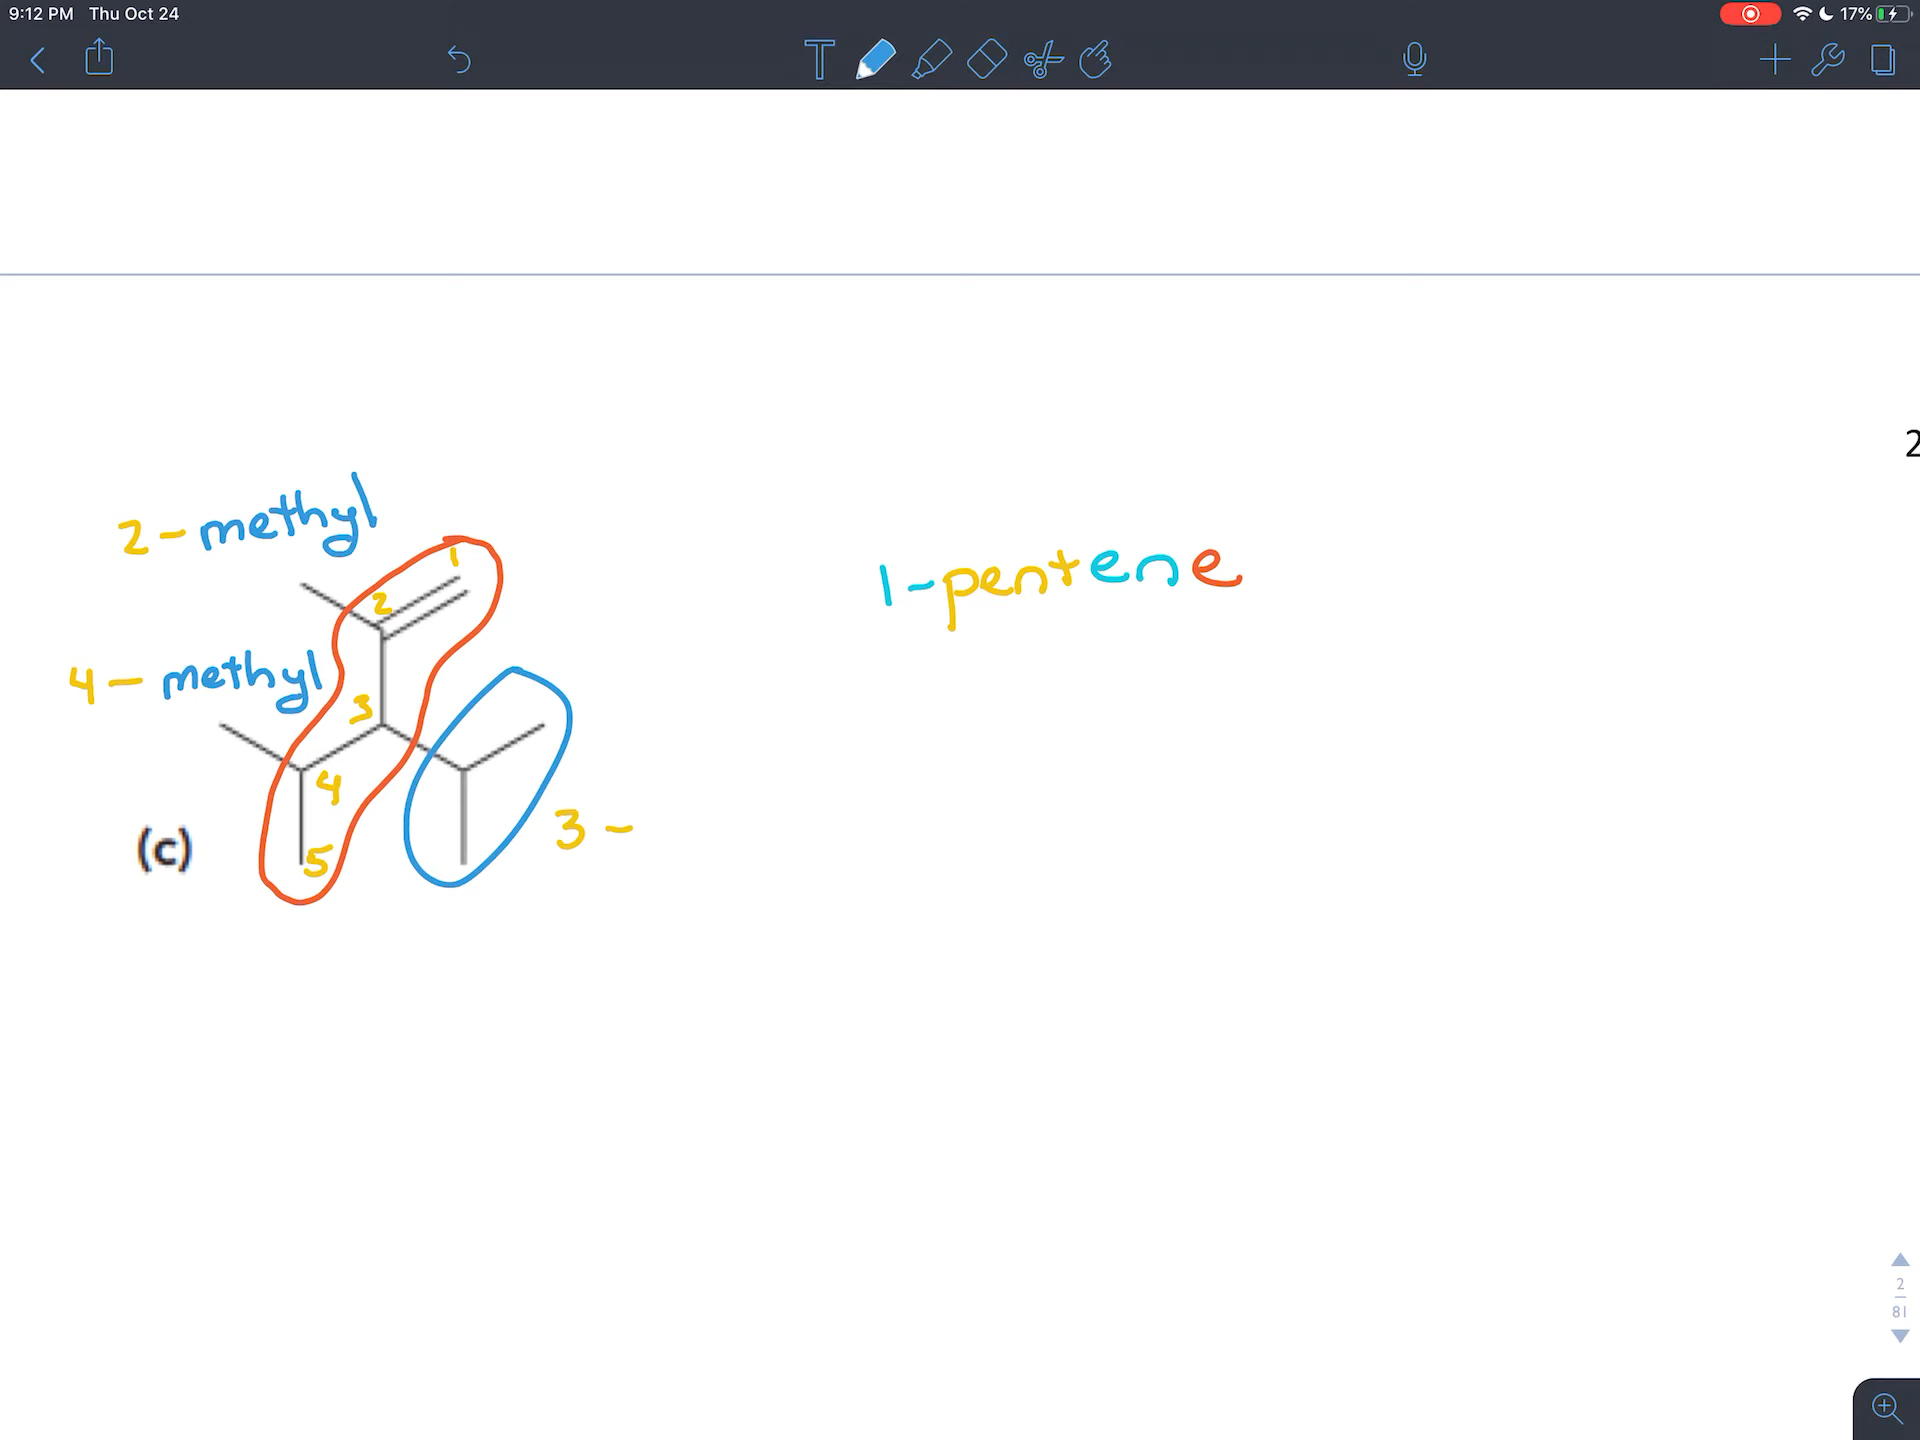 9:12 PM Thu Oct 24
17%
T
2
2 - methyl
1
1-pentene
2
4 - methyl
3
4
3 -
(c)
5
2
81